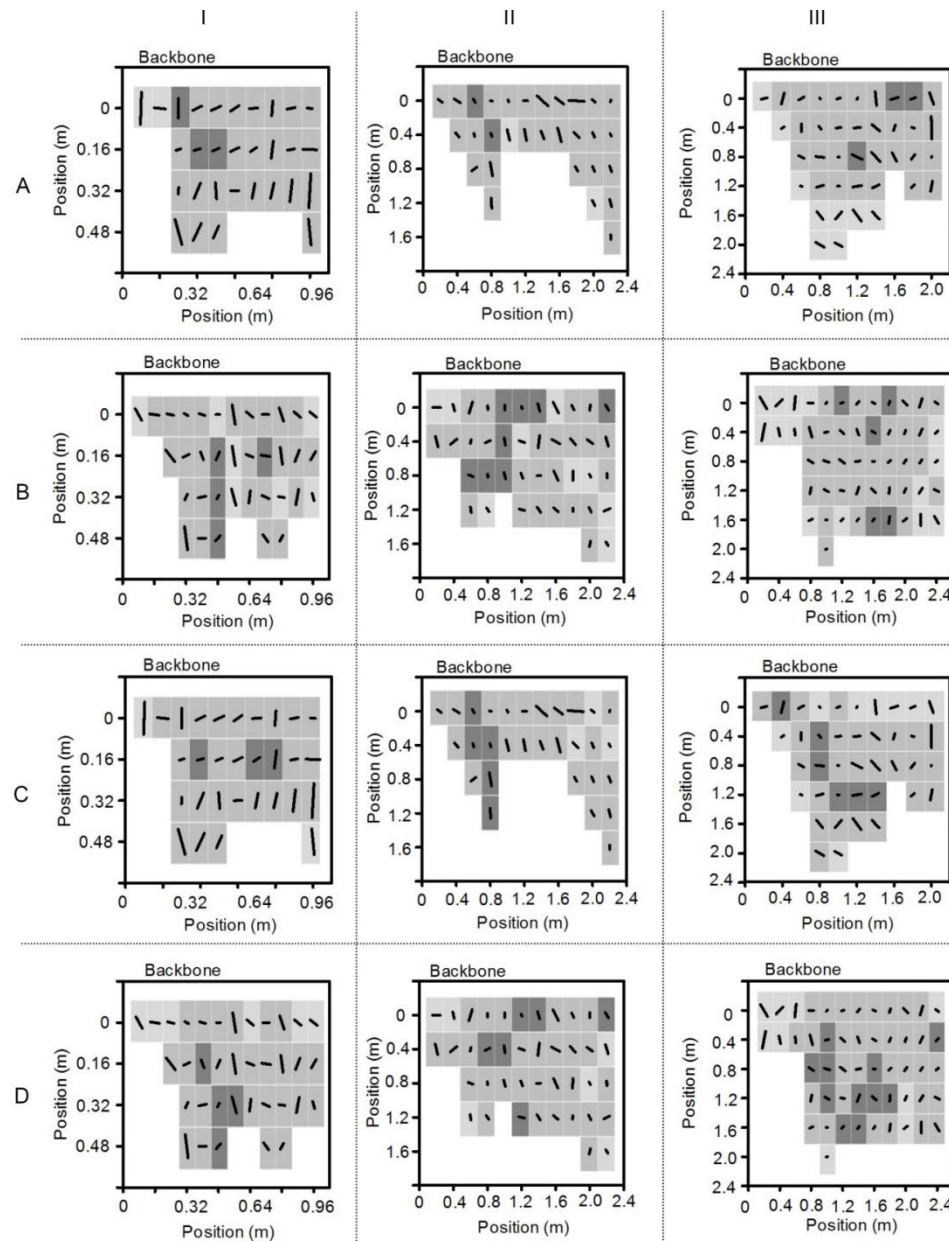 I II III
Backbone Backbone Backbone
A
Position (m) Position (m) Position (m)
0 0 0
0.16 0.4 0.4
0.32 0.8 0.8
0.48 1.2 1.2
1.6 1.6
2.0
2.4
0 0.32 0.64 0.96 0 0.4 0.8 1.2 1.6 2.0 2.4 0 0.4 0.8 1.2 1.6 2.0
Position (m) Position (m) Position (m)
Backbone Backbone Backbone
B
Position (m) Position (m) Position (m)
0 0 0
0.16 0.4 0.4
0.32 0.8 0.8
0.48 1.2 1.2
1.6 1.6
2.0
2.4
0 0.32 0.64 0.96 0 0.4 0.8 1.2 1.6 2.0 2.4 0 0.4 0.8 1.2 1.6 2.0 2.4
Position (m) Position (m) Position (m)
Backbone Backbone Backbone
C
Position (m) Position (m) Position (m)
0 0 0
0.16 0.4 0.4
0.32 0.8 0.8
0.48 1.2 1.2
1.6 1.6
2.0
2.4
0 0.32 0.64 0.96 0 0.4 0.8 1.2 1.6 2.0 2.4 0 0.4 0.8 1.2 1.6 2.0
Position (m) Position (m) Position (m)
Backbone Backbone Backbone
D
Position (m) Position (m) Position (m)
0 0 0
0.16 0.4 0.4
0.32 0.8 0.8
0.48 1.2 1.2
1.6 1.6
2.0
2.4
0 0.32 0.64 0.96 0 0.4 0.8 1.2 1.6 2.0 2.4 0 0.4 0.8 1.2 1.6 2.0 2.4
Position (m) Position (m) Position (m)